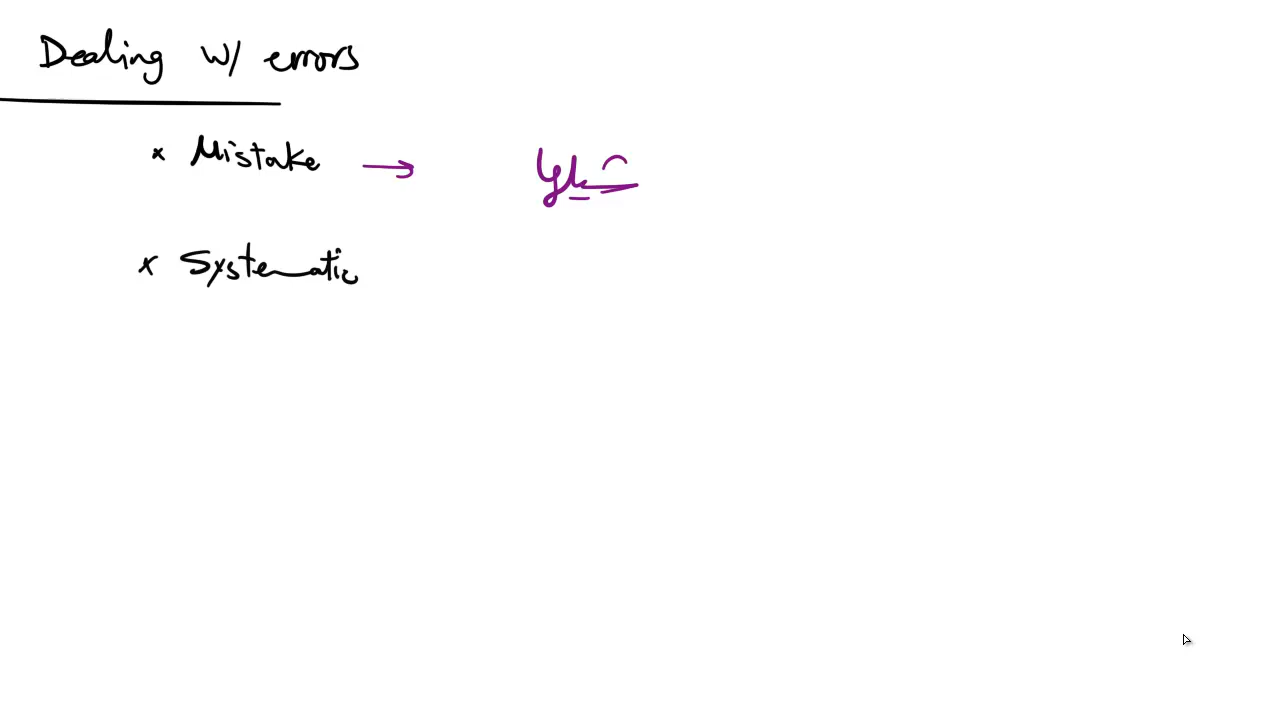 Dealing w/ errors
× Mistake →
× Systematic